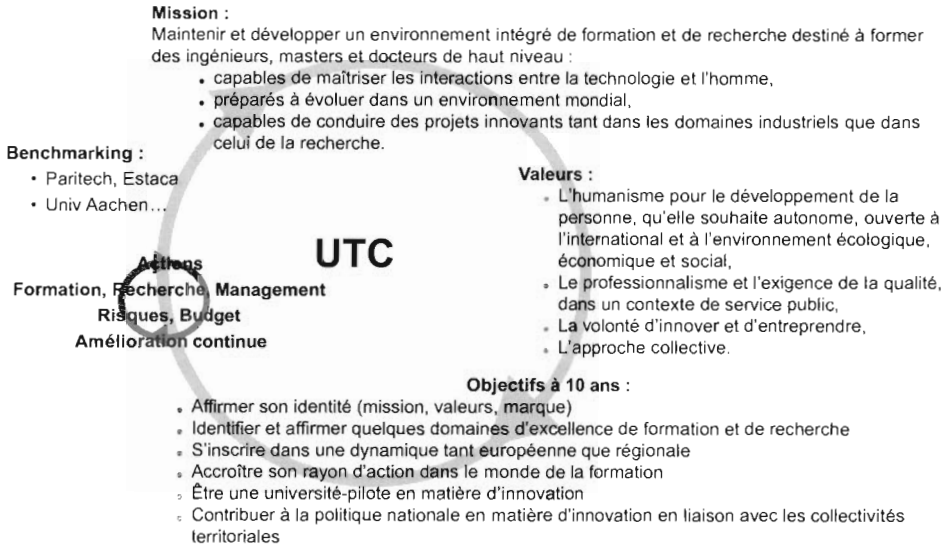 Mission :
Maintenir et développer un environnement intégré de formation et de recherche destiné à former
des ingénieurs, masters et docteurs de haut niveau :
• capables de maîtriser les interactions entre la technologie et l'homme,
• préparés à évoluer dans un environnement mondial,
• capables de conduire des projets innovants tant dans les domaines industriels que dans
celui de la recherche.
Benchmarking :
• Paritech, Estaca
• Univ Aachen...
Valeurs :
• L'humanisme pour le développement de la
personne, qu'elle souhaite autonome, ouverte à
l'international et à l'environnement écologique,
économique et social,
• Le professionnalisme et l'exigence de la qualité,
dans un contexte de service public,
• La volonté d'innover et d'entreprendre,
• L'approche collective.
UTC
Actions
Formation, Recherche, Management
Risques, Budget
Amélioration continue
Objectifs à 10 ans :
• Affirmer son identité (mission, valeurs, marque)
• Identifier et affirmer quelques domaines d'excellence de formation et de recherche
• S'inscrire dans une dynamique tant européenne que régionale
• Accroître son rayon d'action dans le monde de la formation
• Être une université-pilote en matière d'innovation
• Contribuer à la politique nationale en matière d'innovation en liaison avec les collectivités
territoriales